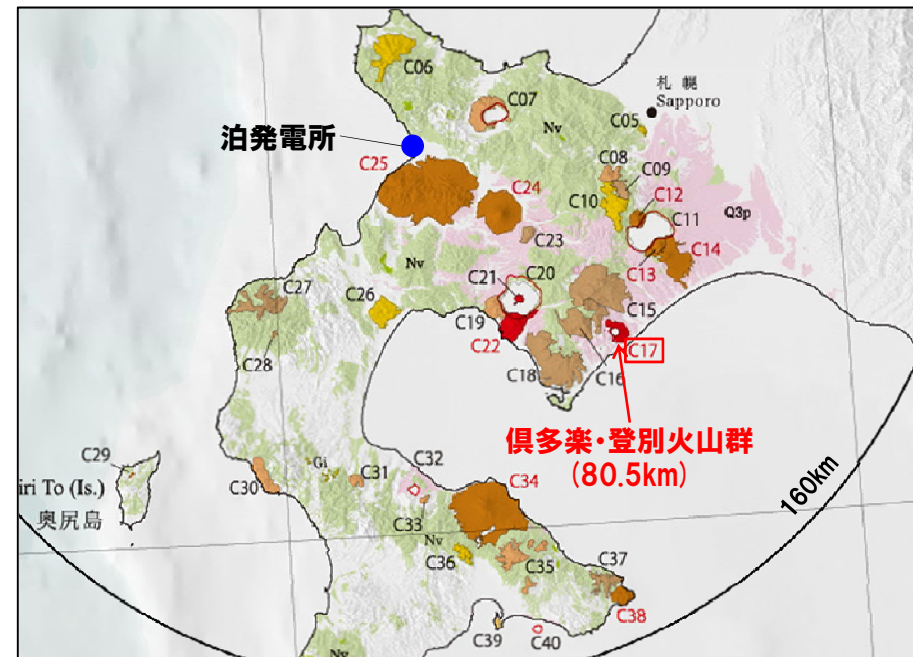 C06
C07
札幌
Sapporo
Nv
C05
泊発電所
C25
C24
C08
C09
C10
C12
C11
Q3p
C23
C14
C13
Nv
C21
C20
C27
C26
C15
C19
C22
C17
C28
C16
C18
倶多楽・登別火山群
(80.5km)
C29
C32
Gi
C31
C34
iri To (Is.)
C30
160km
奥尻島
C33
Nv
C36
C35
C37
C38
C39
C40
Nv